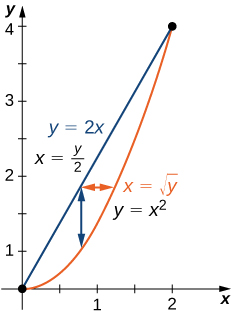 y
4
3
y = 2x
x = y/2
2
x = √y
y = x²
1
x
1
2